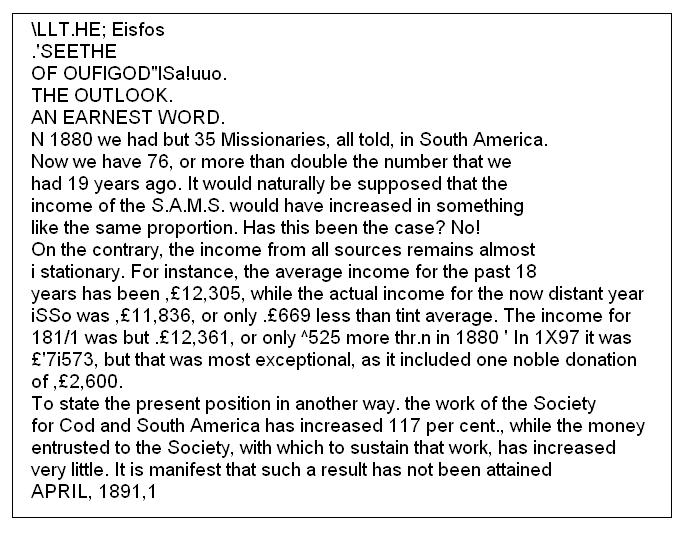 \LLT.HE; Eisfos
.'SEETHE
OF OUFIGOD"ISa!uuo.
THE OUTLOOK.
AN EARNEST WORD.
N 1880 we had but 35 Missionaries, all told, in South America.
Now we have 76, or more than double the number that we
had 19 years ago. It would naturally be supposed that the
income of the S.A.M.S. would have increased in something
like the same proportion. Has this been the case? No!
On the contrary, the income from all sources remains almost
i stationary. For instance, the average income for the past 18
years has been ,£12,305, while the actual income for the now distant year
iSSo was ,£11,836, or only .£669 less than tint average. The income for
181/1 was but .£12,361, or only ^525 more thr.n in 1880 ' In 1X97 it was
£'7i573, but that was most exceptional, as it included one noble donation
of ,£2,600.
To state the present position in another way. the work of the Society
for Cod and South America has increased 117 per cent., while the money
entrusted to the Society, with which to sustain that work, has increased
very little. It is manifest that such a result has not been attained
APRIL, 1891,1